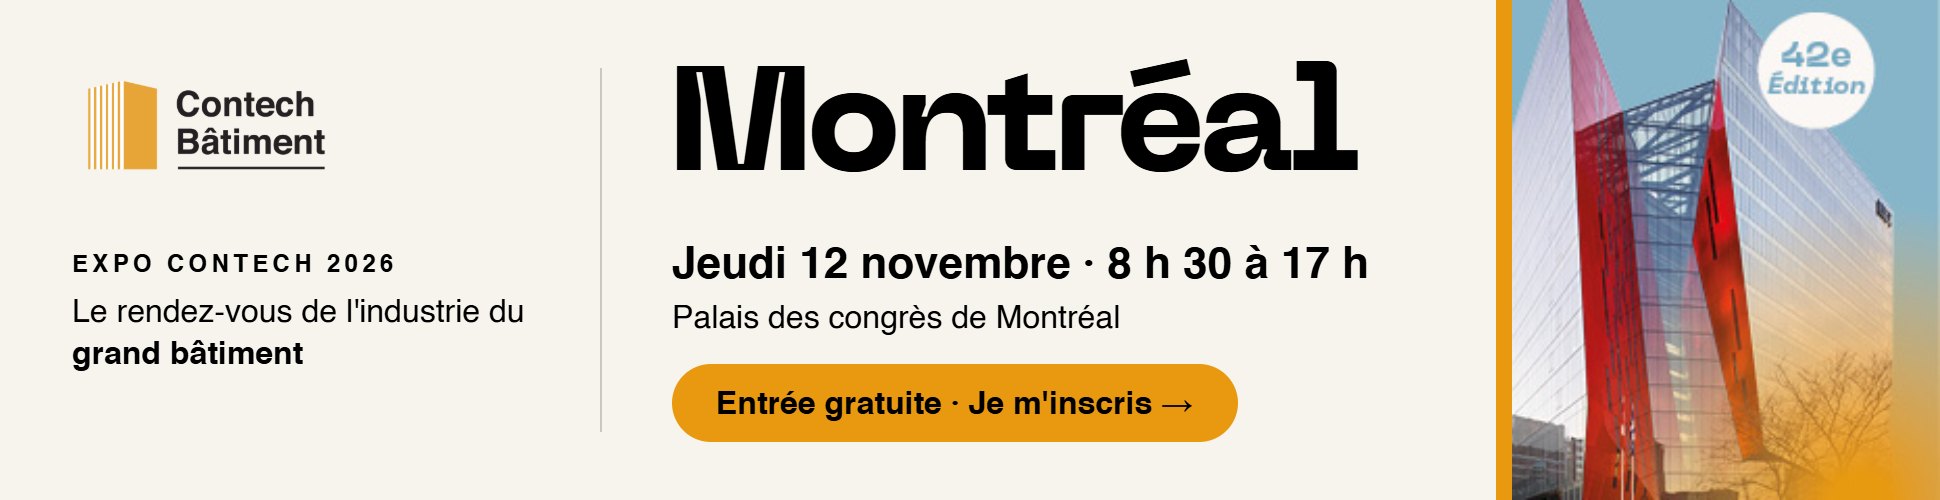 Contech
Bâtiment
EXPO CONTECH 2026
Le rendez-vous de l'industrie du
grand bâtiment
Montréal
Jeudi 12 novembre · 8 h 30 à 17 h
Palais des congrès de Montréal
Entrée gratuite · Je m'inscris →
42e
Édition